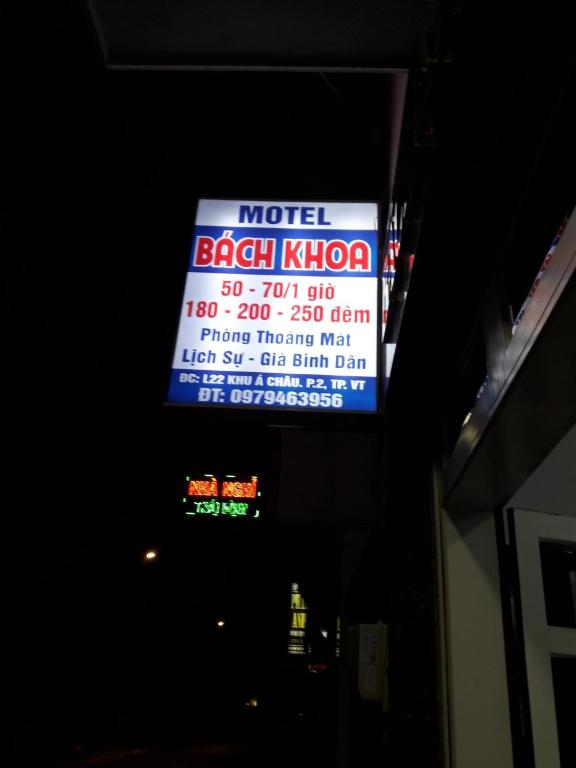 MOTEL
BÁCH KHOA
50 - 70/1 giờ
180 - 200 - 250 đêm
Phòng Thoáng Mát
Lịch Sự - Giá Bình Dân
ĐC: L22 KHU Á CHÂU. P.2, TP. VT
ĐT: 0979463956
NHÀ NGHỈ